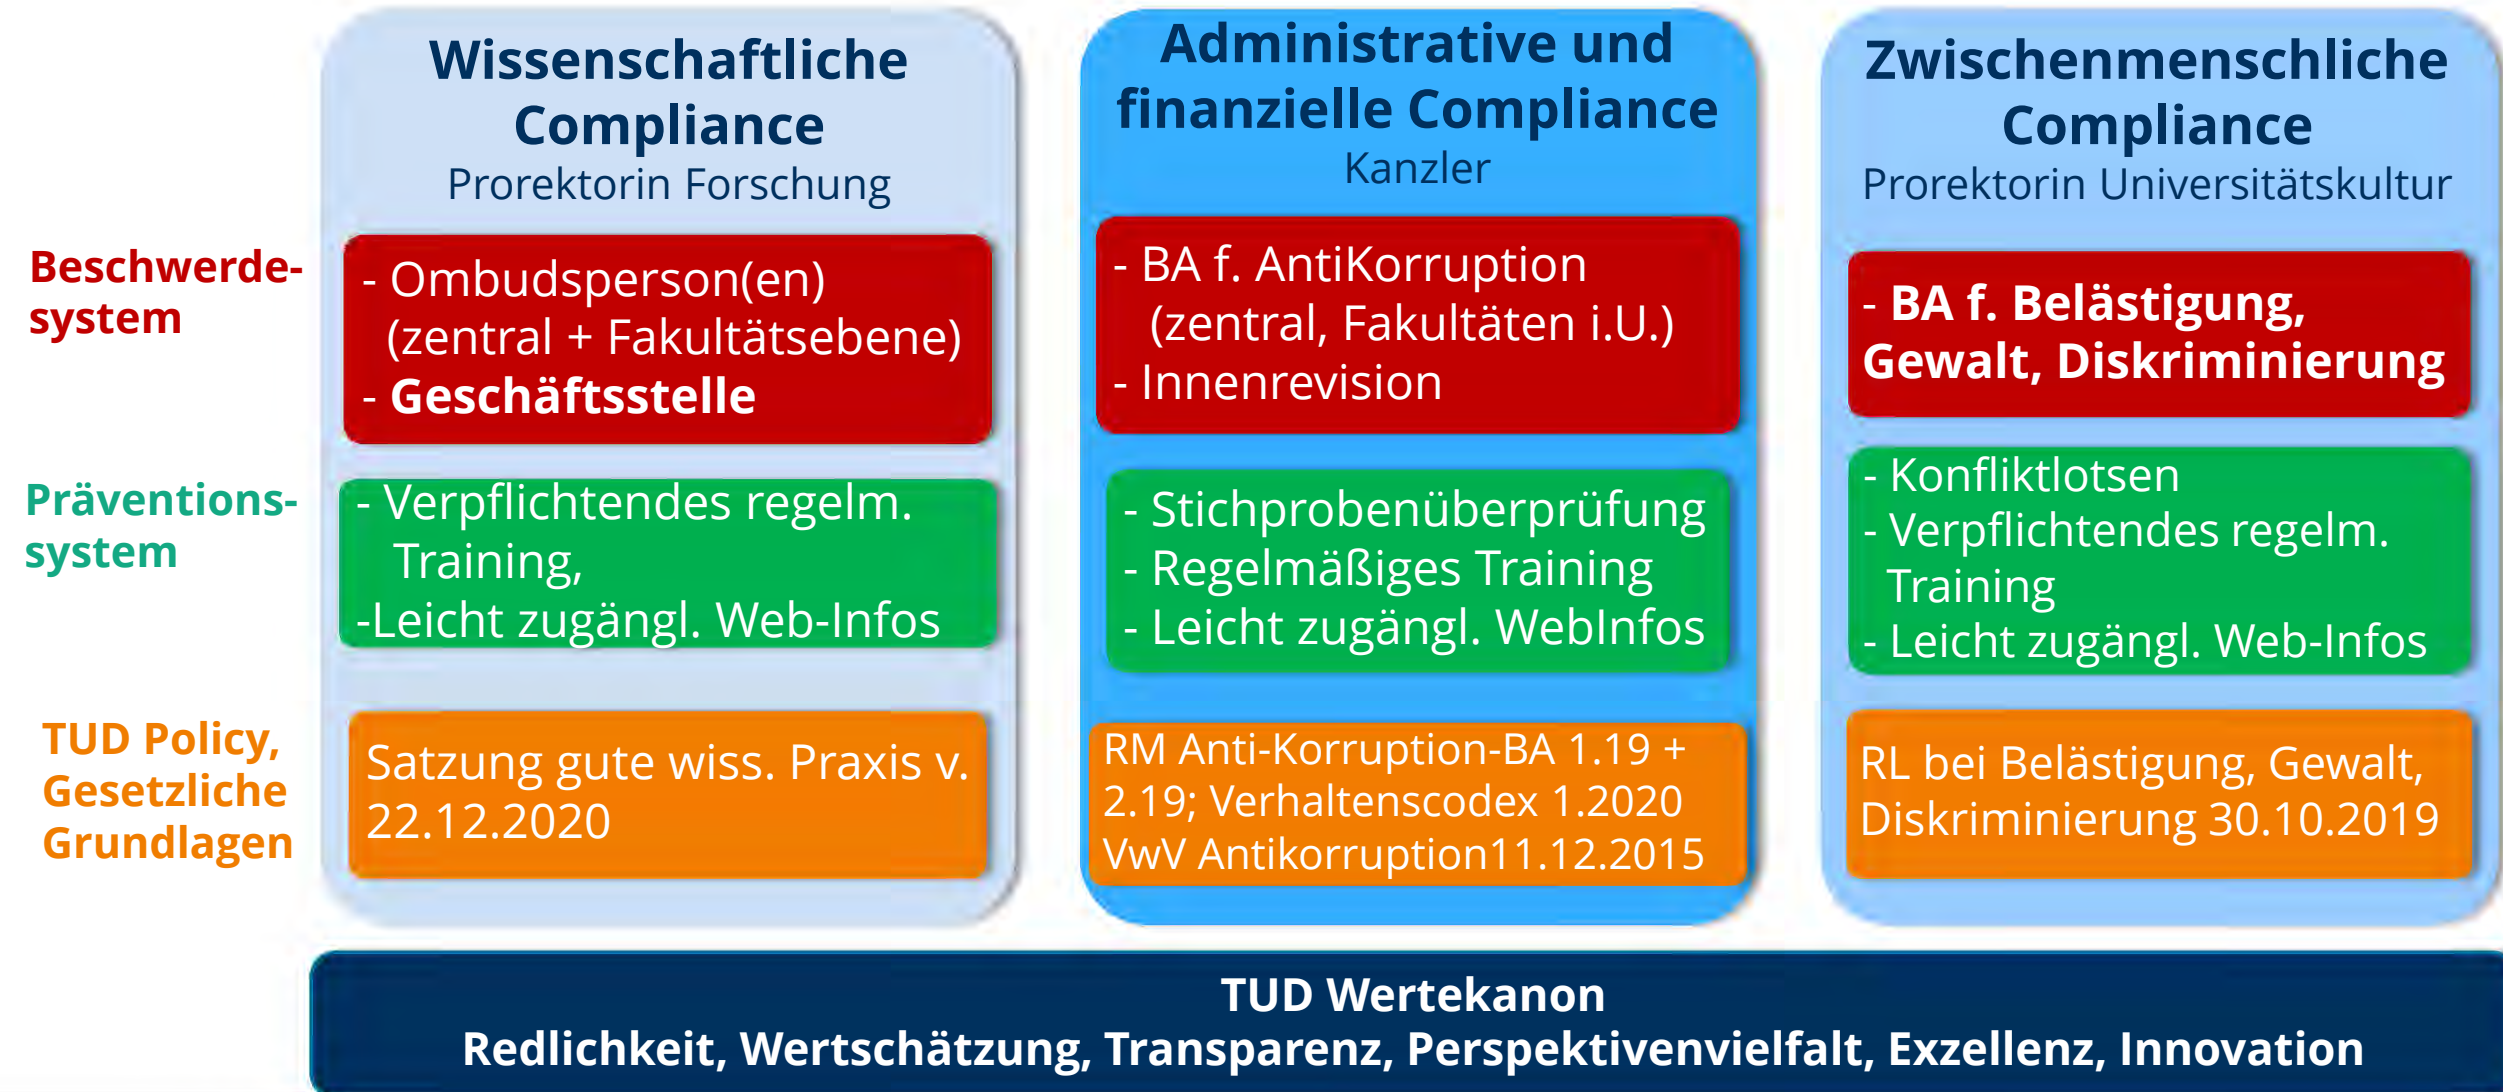 Wissenschaftliche
Compliance
Prorektorin Forschung
Administrative und
finanzielle Compliance
Kanzler
Zwischenmenschliche
Compliance
Prorektorin Universitätskultur
Beschwerde-
system
- Ombudsperson(en)
(zentral + Fakultätsebene)
- Geschäftsstelle
- BA f. AntiKorruption
(zentral, Fakultäten i.U.)
- Innenrevision
- BA f. Belästigung,
Gewalt, Diskriminierung
Präventions-
system
- Verpflichtendes regelm.
Training,
-Leicht zugängl. Web-Infos
- Stichprobenüberprüfung
- Regelmäßiges Training
- Leicht zugängl. WebInfos
- Konfliktlotsen
- Verpflichtendes regelm.
Training
- Leicht zugängl. Web-Infos
TUD Policy,
Gesetzliche
Grundlagen
Satzung gute wiss. Praxis v.
22.12.2020
RM Anti-Korruption-BA 1.19 +
2.19; Verhaltenscodex 1.2020
VwV Antikorruption11.12.2015
RL bei Belästigung, Gewalt,
Diskriminierung 30.10.2019
TUD Wertekanon
Redlichkeit, Wertschätzung, Transparenz, Perspektivenvielfalt, Exzellenz, Innovation